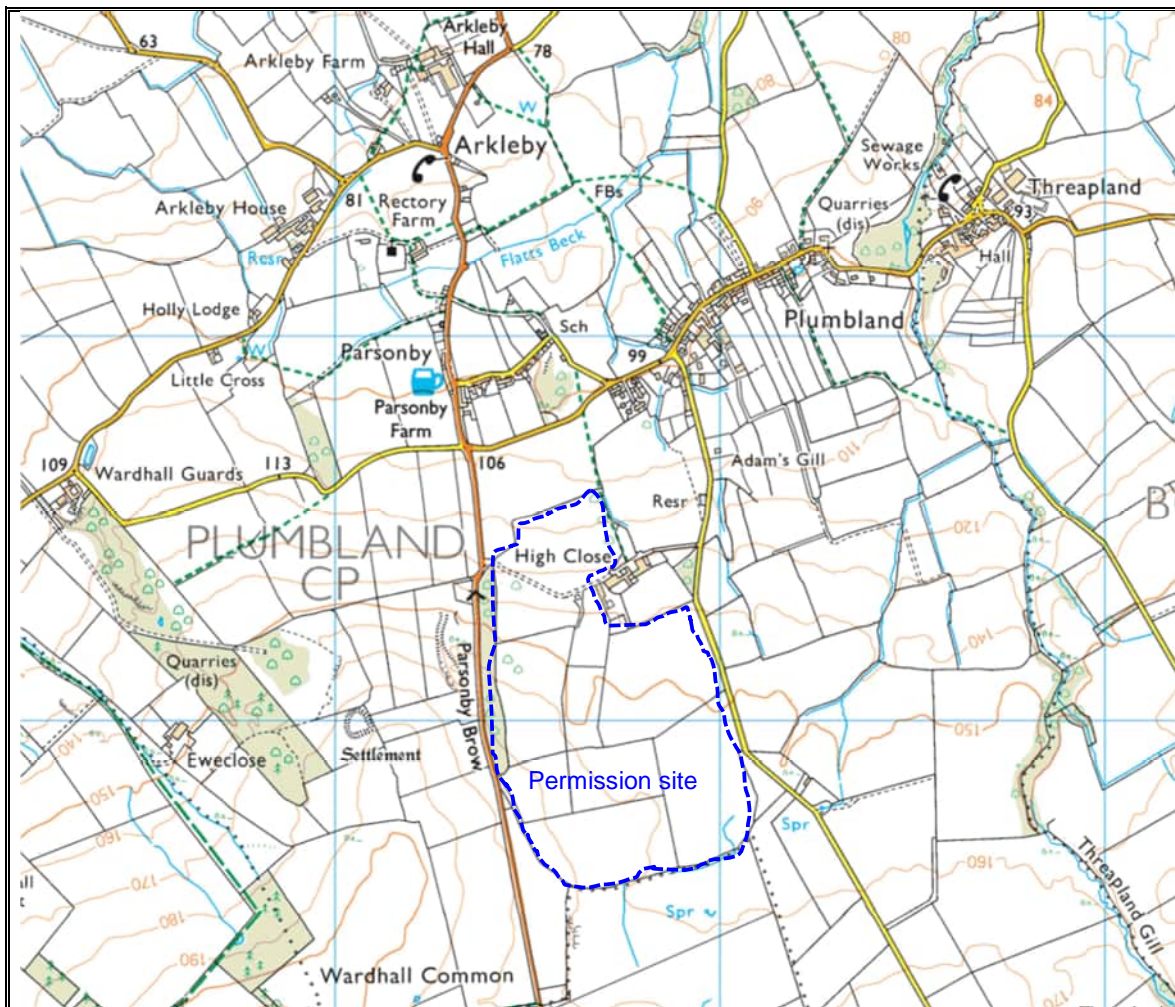 63
Arkleby
Hall
78
Arkleby Farm
80
80
84
W
Arkleby
Sewage
Works
Threapland
FBs
Arkleby House
81
Rectory
Farm
Quarries
(dis)
93
90
Resr
Flatts Beck
Hall
Holly Lodge
Plumbland
Sch
W
Parsonby
99
Little Cross
Parsonby
Farm
109
Wardhall Guards
113
106
Adam's Gill
110
Resr
120
B
PLUMBLAND
CP
High Close
140
Quarries
(dis)
Parsonby Brow
150
140
Eweclose
Settlement
Permission site
150
Spr
160
160
Threapland Gill
170
Spr
180
190
Wardhall Common
170